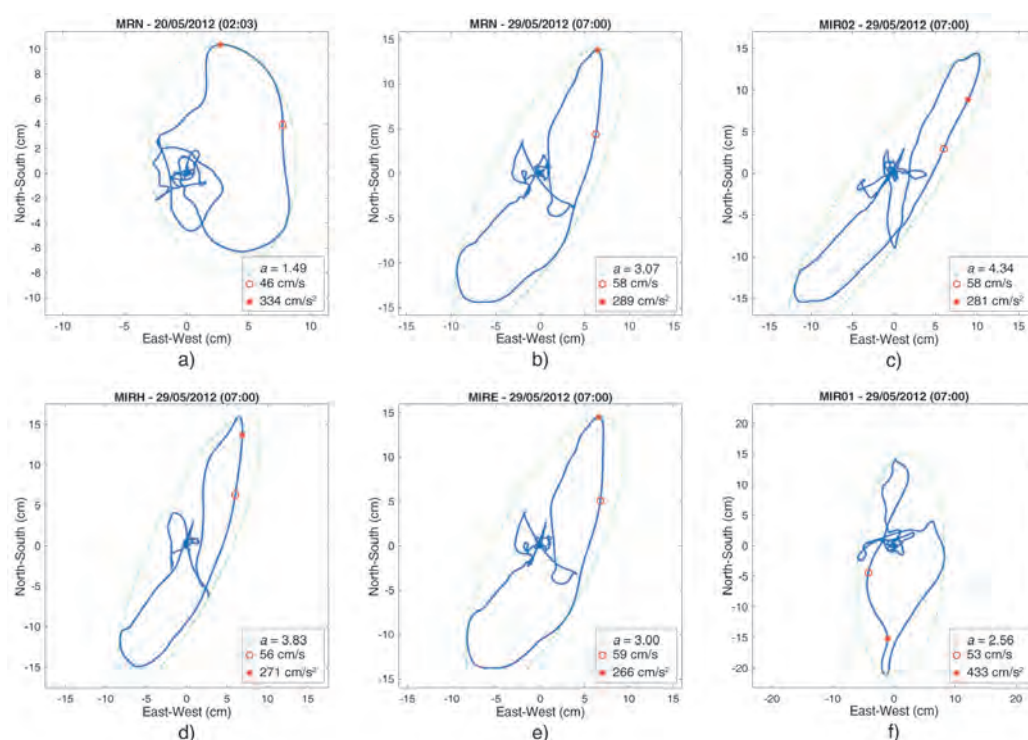 MRN - 20/05/2012 (02:03)
10
8
6
4
2
0
-2
-4
-6
-8
-10
North-South (cm)
a = 1.49
46 cm/s
334 cm/s²
-10 -5 0 5 10
East-West (cm)
a)
MRN - 29/05/2012 (07:00)
15
10
5
0
-5
-10
-15
North-South (cm)
a = 3.07
58 cm/s
289 cm/s²
-15 -10 -5 0 5 10 15
East-West (cm)
b)
MIR02 - 29/05/2012 (07:00)
15
10
5
0
-5
-10
-15
North-South (cm)
a = 4.34
58 cm/s
281 cm/s²
-15 -10 -5 0 5 10 15
East-West (cm)
c)
MIRH - 29/05/2012 (07:00)
15
10
5
0
-5
-10
-15
North-South (cm)
a = 3.83
56 cm/s
271 cm/s²
-15 -10 -5 0 5 10 15
East-West (cm)
d)
MIRE - 29/05/2012 (07:00)
15
10
5
0
-5
-10
-15
North-South (cm)
a = 3.00
59 cm/s
266 cm/s²
-15 -10 -5 0 5 10 15
East-West (cm)
e)
MIR01 - 29/05/2012 (07:00)
20
15
10
5
0
-5
-10
-15
-20
North-South (cm)
a = 2.56
53 cm/s
433 cm/s²
-20 -10 0 10 20
East-West (cm)
f)